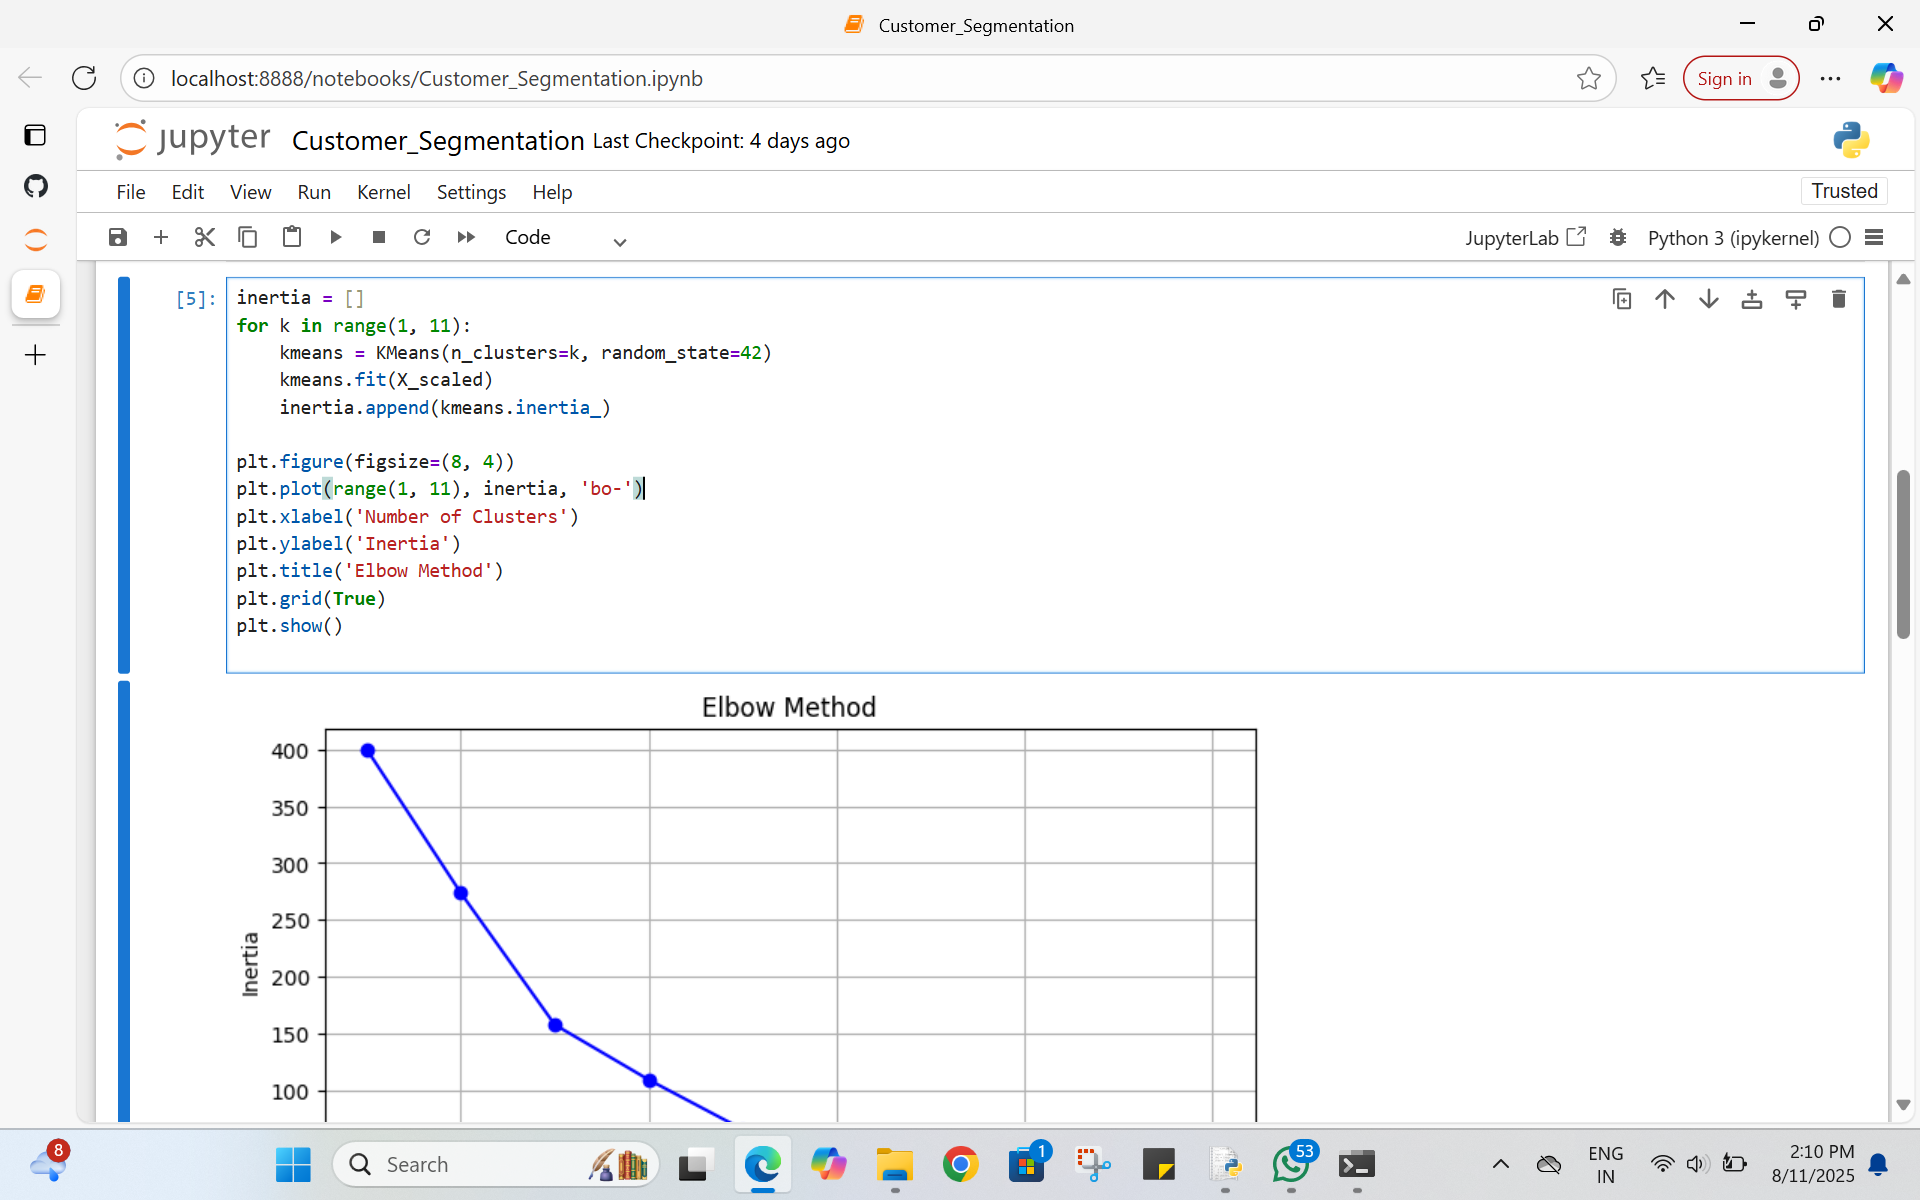 Customer_Segmentation
localhost:8888/notebooks/Customer_Segmentation.ipynb
Sign in
jupyter Customer_Segmentation Last Checkpoint: 4 days ago
File Edit View Run Kernel Settings Help
Trusted
Code
JupyterLab
Python 3 (ipykernel)
[5]:
inertia = []
for k in range(1, 11):
    kmeans = KMeans(n_clusters=k, random_state=42)
    kmeans.fit(X_scaled)
    inertia.append(kmeans.inertia_)
plt.figure(figsize=(8, 4))
plt.plot(range(1, 11), inertia, 'bo-')
plt.xlabel('Number of Clusters')
plt.ylabel('Inertia')
plt.title('Elbow Method')
plt.grid(True)
plt.show()
Elbow Method
400
350
300
250
200
150
100
Inertia
8
Search
1
53
ENG
IN
2:10 PM
8/11/2025